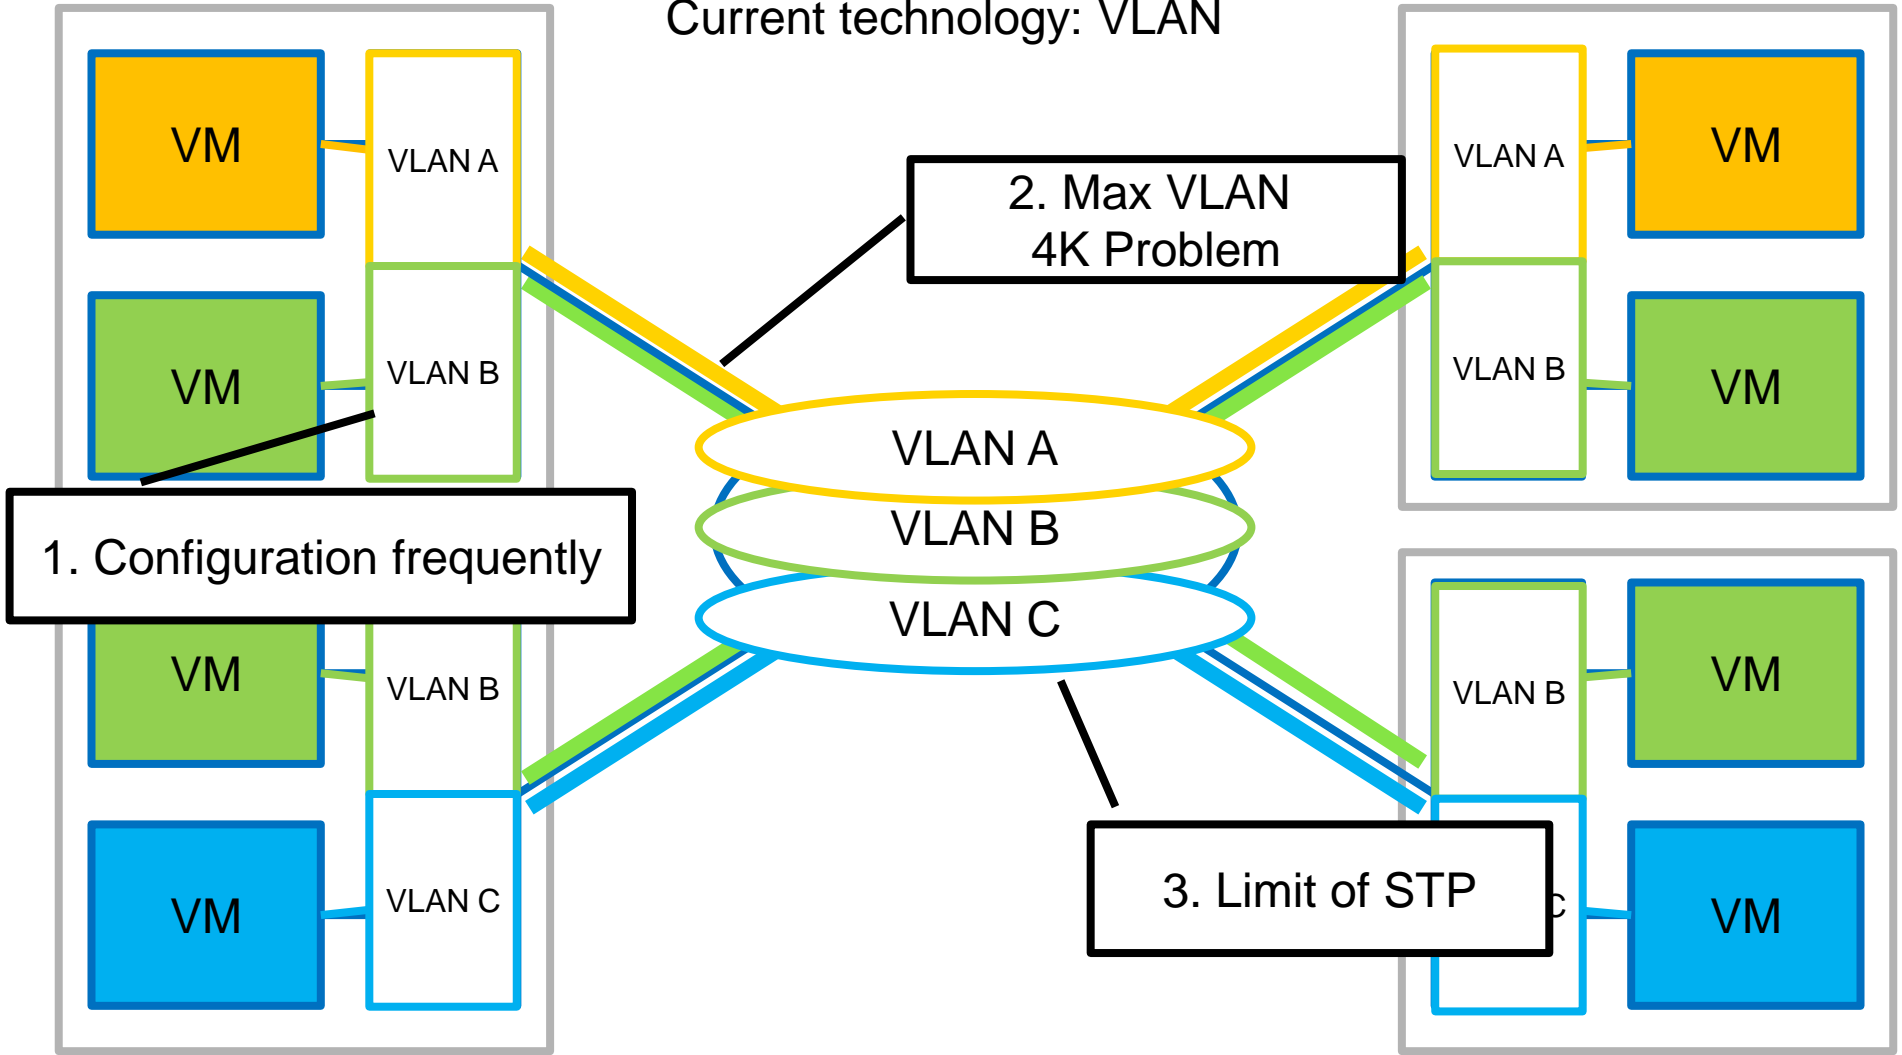 Current technology: VLAN
VM
VLAN A
VM
VLAN B
1. Configuration frequently
VM
VLAN B
VM
VLAN C
2. Max VLAN
4K Problem
VLAN A
VLAN B
VLAN C
3. Limit of STP
VLAN A
VM
VLAN B
VM
VLAN B
VM
C
VM